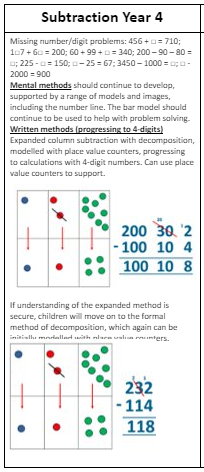 Subtraction Year 4
Missing number/digit problems: 456 + □ = 710;
1□7 + 6□ = 200; 60 + 99 + □ = 340; 200 – 90 – 80 =
□; 225 - □ = 150; □ – 25 = 67; 3450 – 1000 = □; □ -
2000 = 900
Mental methods should continue to develop,
supported by a range of models and images,
including the number line. The bar model should
continue to be used to help with problem solving.
Written methods (progressing to 4-digits)
Expanded column subtraction with decomposition,
modelled with place value counters, progressing
to calculations with 4-digit numbers. Can use place
value counters to support.
20
200 30 12
- 100 10 4
100 10 8
If understanding of the expanded method is
secure, children will move on to the formal
method of decomposition, which again can be
initially modelled with place value counters.
2 1
232
- 114
118